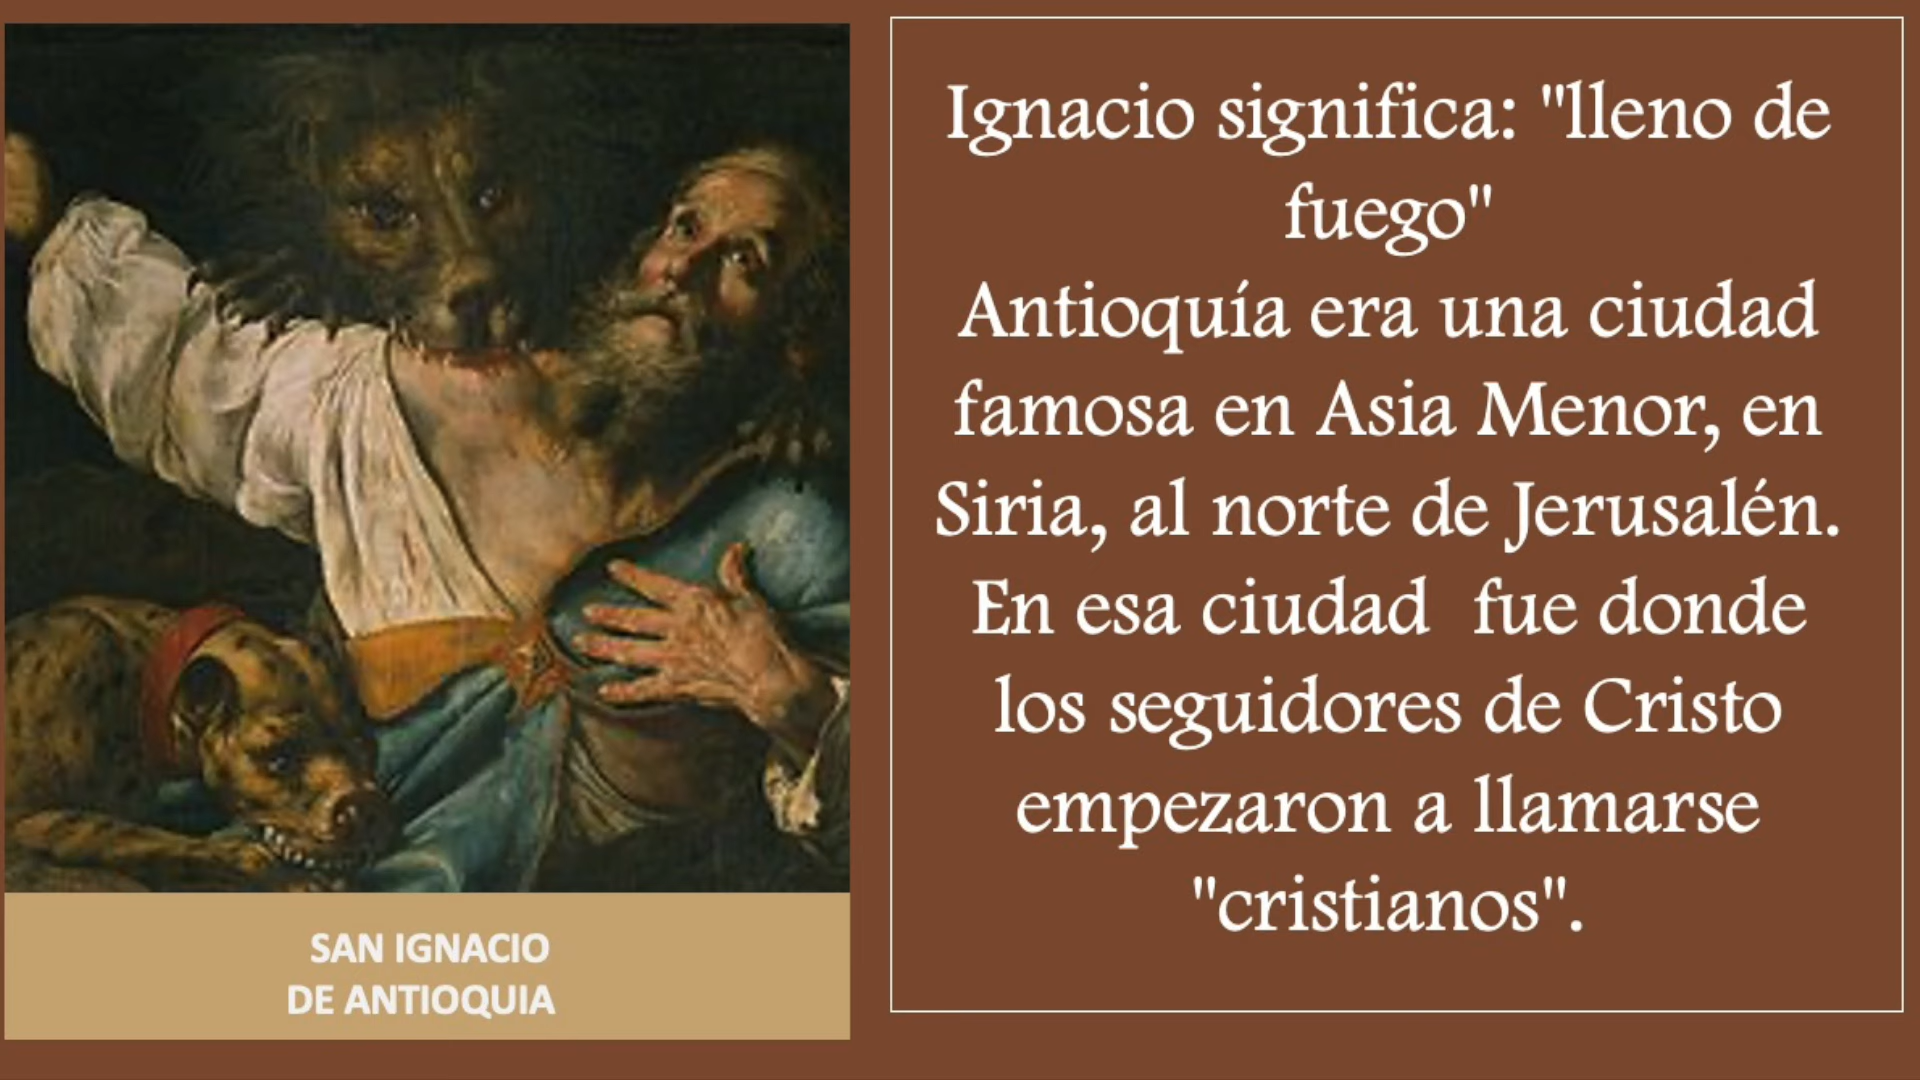 Ignacio significa: "lleno de
fuego"
Antioquía era una ciudad
famosa en Asia Menor, en
Siria, al norte de Jerusalén.
En esa ciudad  fue donde
los seguidores de Cristo
empezaron a llamarse
"cristianos".
SAN IGNACIO
DE ANTIOQUIA